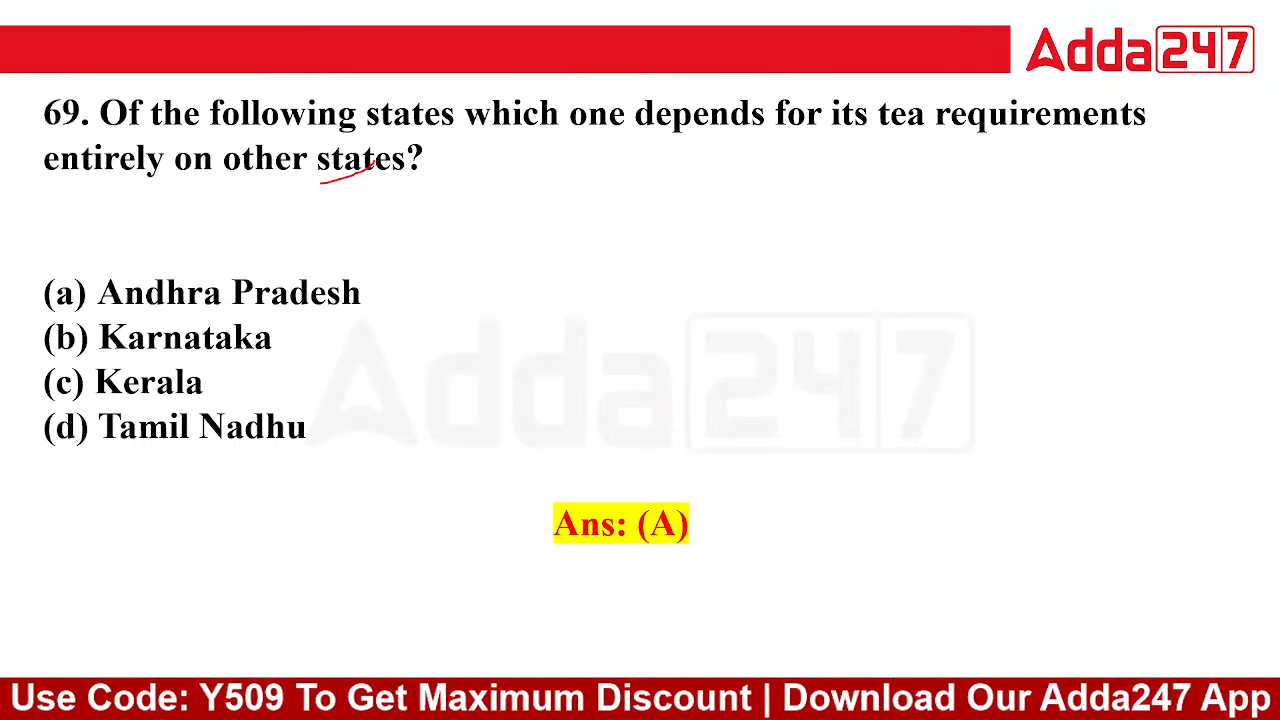 Adda247
69. Of the following states which one depends for its tea requirements
entirely on other states?
(a) Andhra Pradesh
(b) Karnataka
(c) Kerala
(d) Tamil Nadhu
Adda247
Ans: (A)
Use Code: Y509 To Get Maximum Discount | Download Our Adda247 App